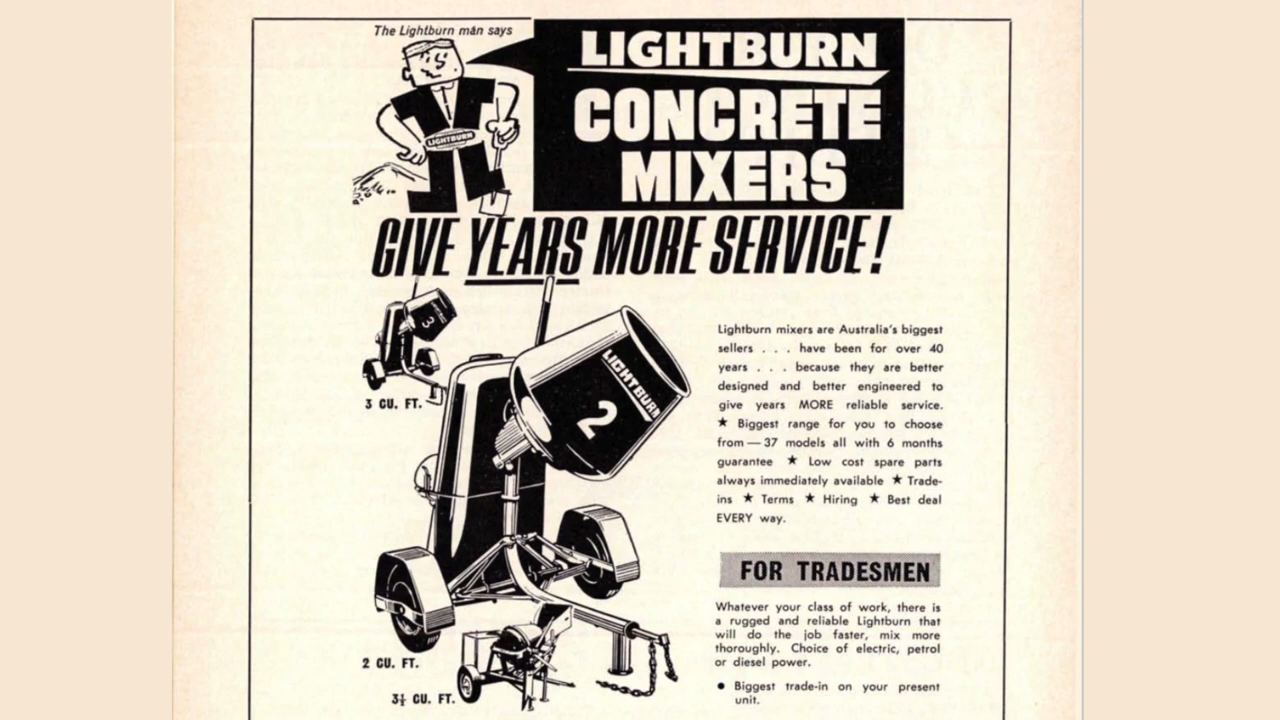 The Lightburn man says
LIGHTBURN
CONCRETE
MIXERS
LIGHTBURN
GIVE YEARS MORE SERVICE!
3
3 CU. FT.
LIGHTBURN
2
2 CU. FT.
3½ CU. FT.
Lightburn mixers are Australia's biggest
sellers . . . have been for over 40
years . . . because they are better
designed and better engineered to
give years MORE reliable service.
★ Biggest range for you to choose
from — 37 models all with 6 months
guarantee ★ Low cost spare parts
always immediately available ★ Trade-
ins ★ Terms ★ Hiring ★ Best deal
EVERY way.
FOR TRADESMEN
Whatever your class of work, there is
a rugged and reliable Lightburn that
will do the job faster, mix more
thoroughly. Choice of electric, petrol
or diesel power.
● Biggest trade-in on your present
unit.